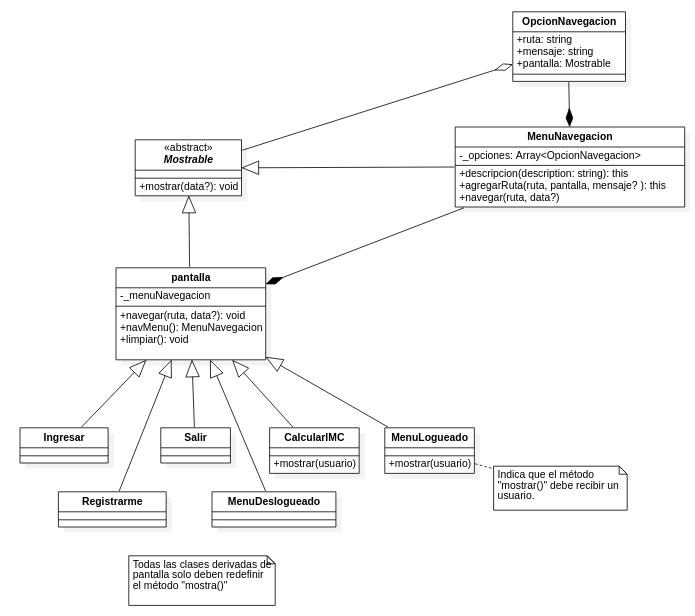 OpcionNavegacion
+ruta: string
+mensaje: string
+pantalla: Mostrable
«abstract»
Mostrable
+mostrar(data?): void
MenuNavegacion
-_opciones: Array<OpcionNavegacion>
+descripcion(description: string): this
+agregarRuta(ruta, pantalla, mensaje? ): this
+navegar(ruta, data?)
pantalla
-_menuNavegacion
+navegar(ruta, data?): void
+navMenu(): MenuNavegacion
+limpiar(): void
Ingresar
Salir
CalcularIMC
+mostrar(usuario)
MenuLogueado
+mostrar(usuario)
Indica que el método
"mostrar()" debe recibir un
usuario.
Registrarme
MenuDeslogueado
Todas las clases derivadas de
pantalla solo deben redefinir
el método "mostra()"